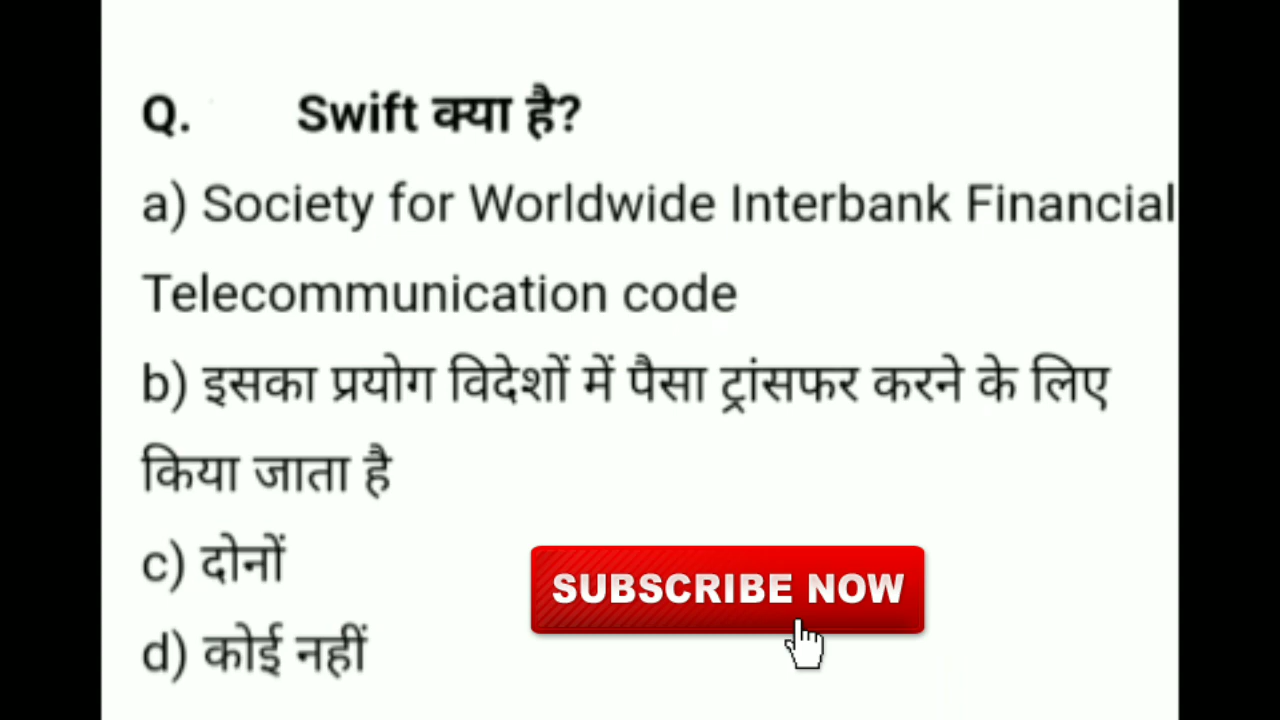 Q. Swift क्या है?
a) Society for Worldwide Interbank Financial
Telecommunication code
b) इसका प्रयोग विदेशों में पैसा ट्रांसफर करने के लिए
किया जाता है
c) दोनों
d) कोई नहीं
SUBSCRIBE NOW